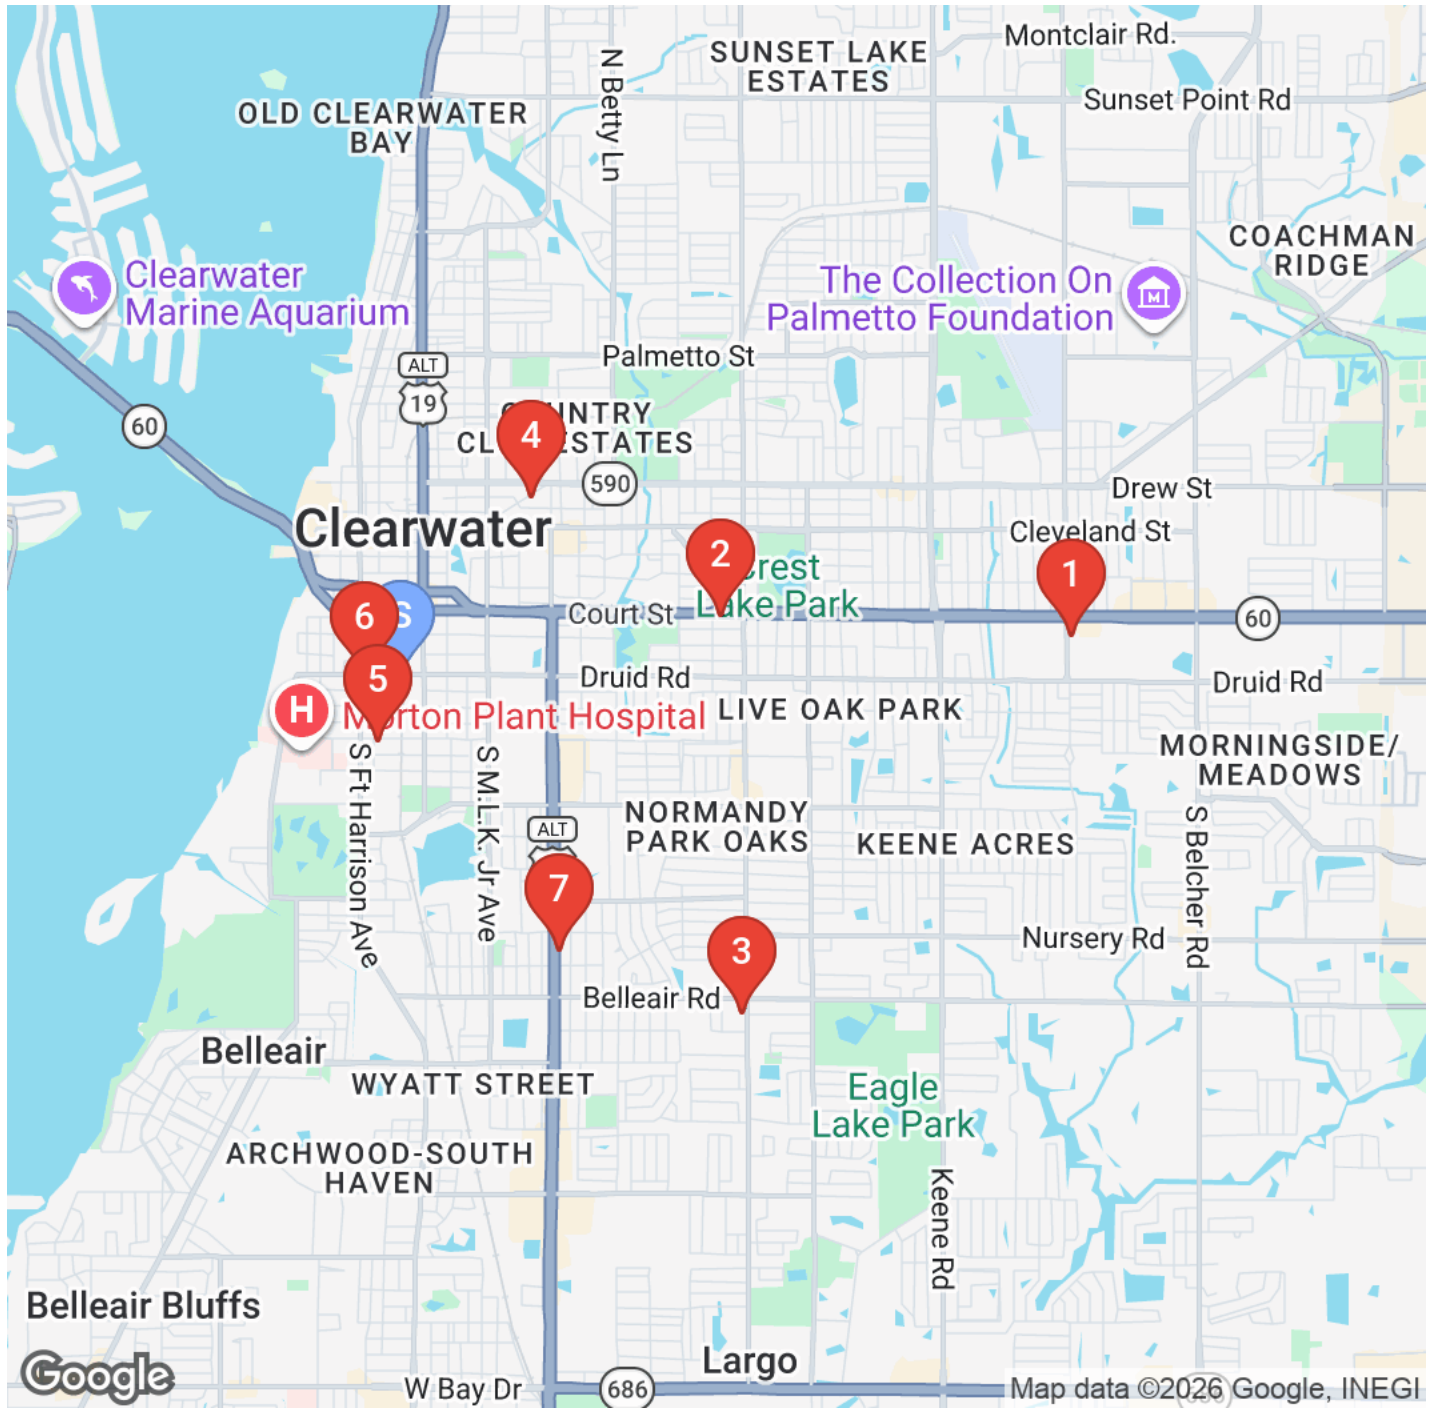 Montclair Rd.
SUNSET LAKE
ESTATES
N Betty Ln
Sunset Point Rd
OLD CLEARWATER
BAY
COACHMAN
RIDGE
Clearwater
Marine Aquarium
The Collection On
Palmetto Foundation
M
Palmetto St
ALT
19
60
4
590
Drew St
Clearwater
Cleveland St
2
1
Lake Park
Court St
60
6
S
5
Druid Rd
Druid Rd
H
Morton Plant Hospital
LIVE OAK PARK
MORNINGSIDE/
MEADOWS
S Ft Harrison Ave
S M.L.K. Jr Ave
NORMANDY
PARK OAKS
KEENE ACRES
S Belcher Rd
ALT
7
3
Nursery Rd
Belleair Rd
Belleair
WYATT STREET
Eagle
Lake Park
ARCHWOOD-SOUTH
HAVEN
Keene Rd
Belleair Bluffs
Largo
Google
W Bay Dr
686
Map data ©2026 Google, INEGI